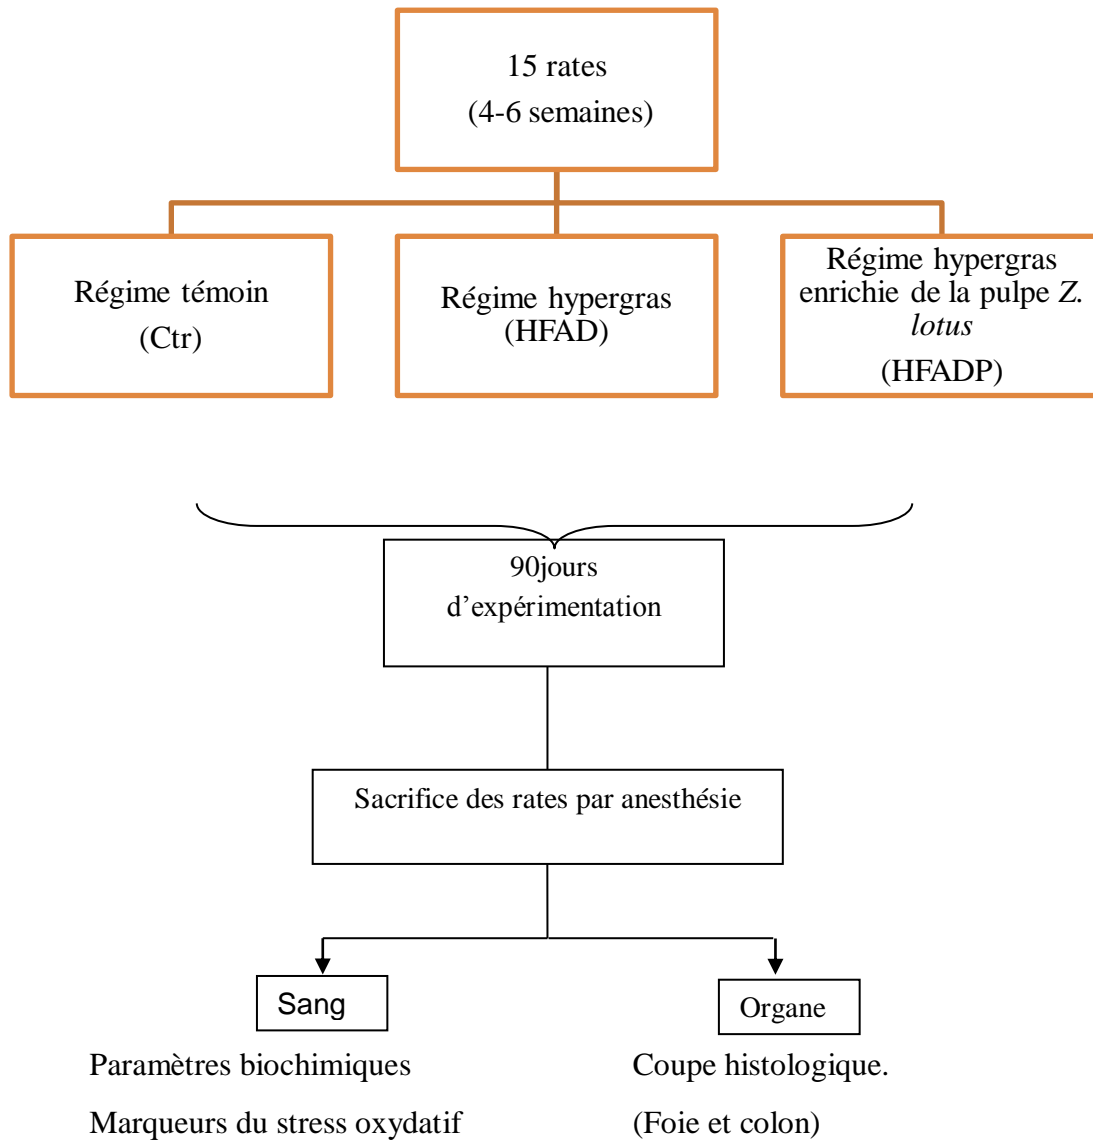 15 rates
(4-6 semaines)
Régime témoin
(Ctr)
Régime hypergras
(HFAD)
Régime hypergras
enrichie de la pulpe Z.
lotus
(HFADP)
90jours
d’expérimentation
Sacrifice des rates par anesthésie
Sang
Organe
Paramètres biochimiques
Marqueurs du stress oxydatif
Coupe histologique.
(Foie et colon)